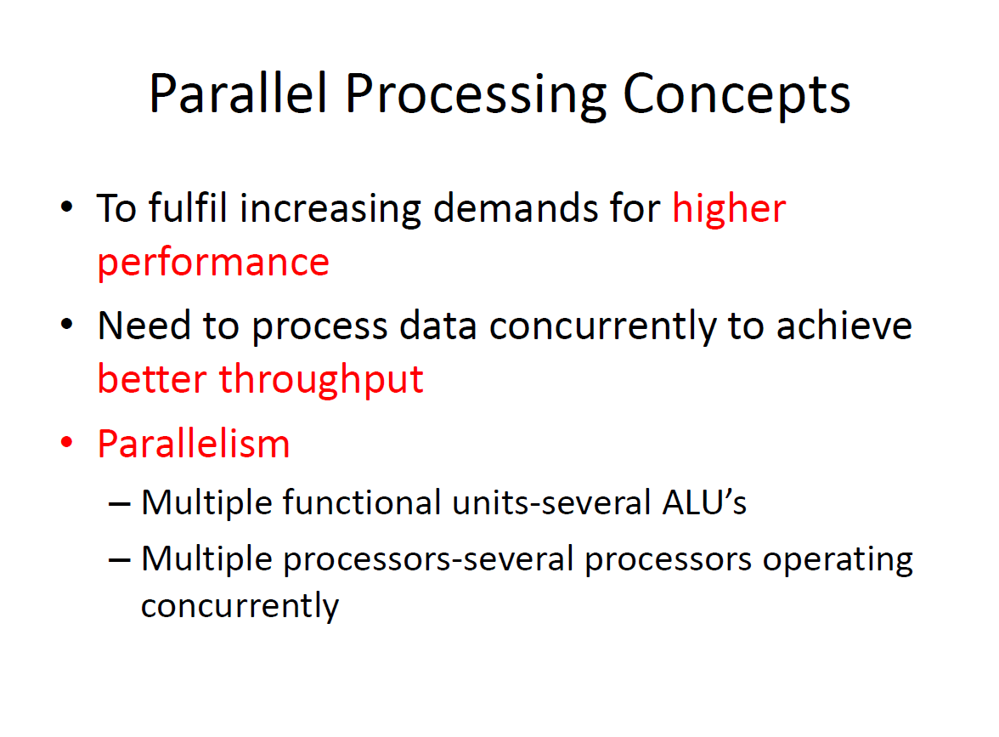 Parallel Processing Concepts
• To fulfil increasing demands for higher
performance
• Need to process data concurrently to achieve
better throughput
• Parallelism
– Multiple functional units-several ALU’s
– Multiple processors-several processors operating
concurrently